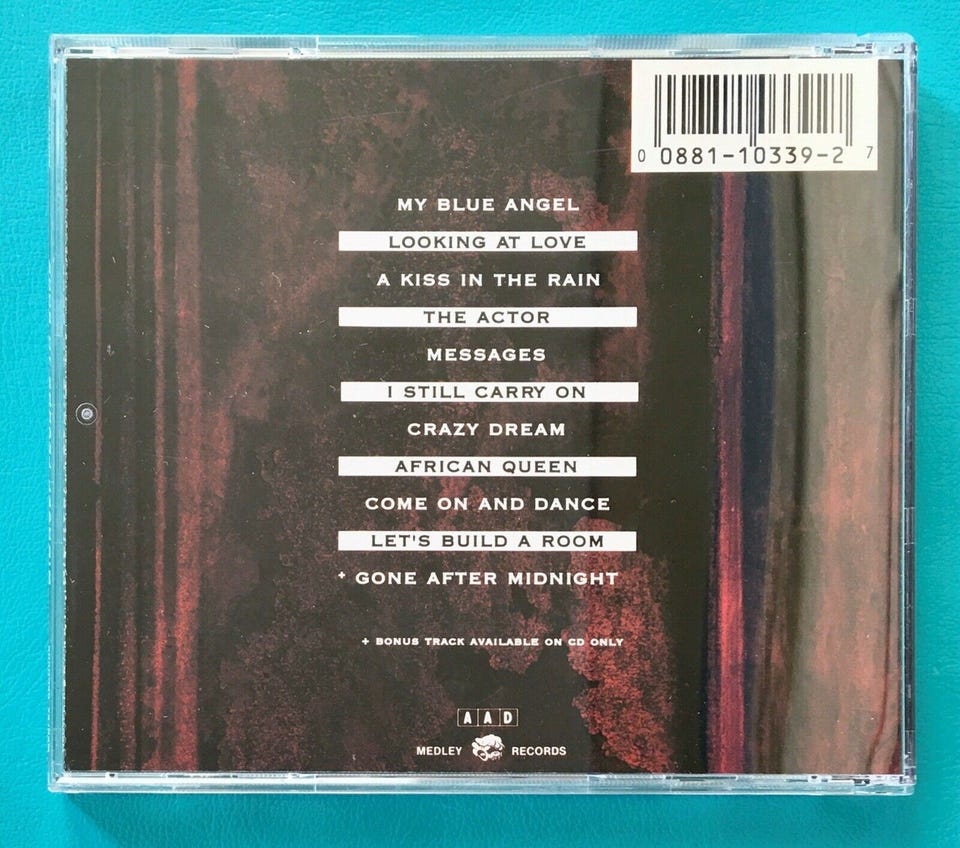 0 0881-10339-2 7
MY BLUE ANGEL
LOOKING AT LOVE
A KISS IN THE RAIN
THE ACTOR
MESSAGES
I STILL CARRY ON
CRAZY DREAM
AFRICAN QUEEN
COME ON AND DANCE
LET'S BUILD A ROOM
+ GONE AFTER MIDNIGHT
+ BONUS TRACK AVAILABLE ON CD ONLY
AAD
MEDLEY RECORDS